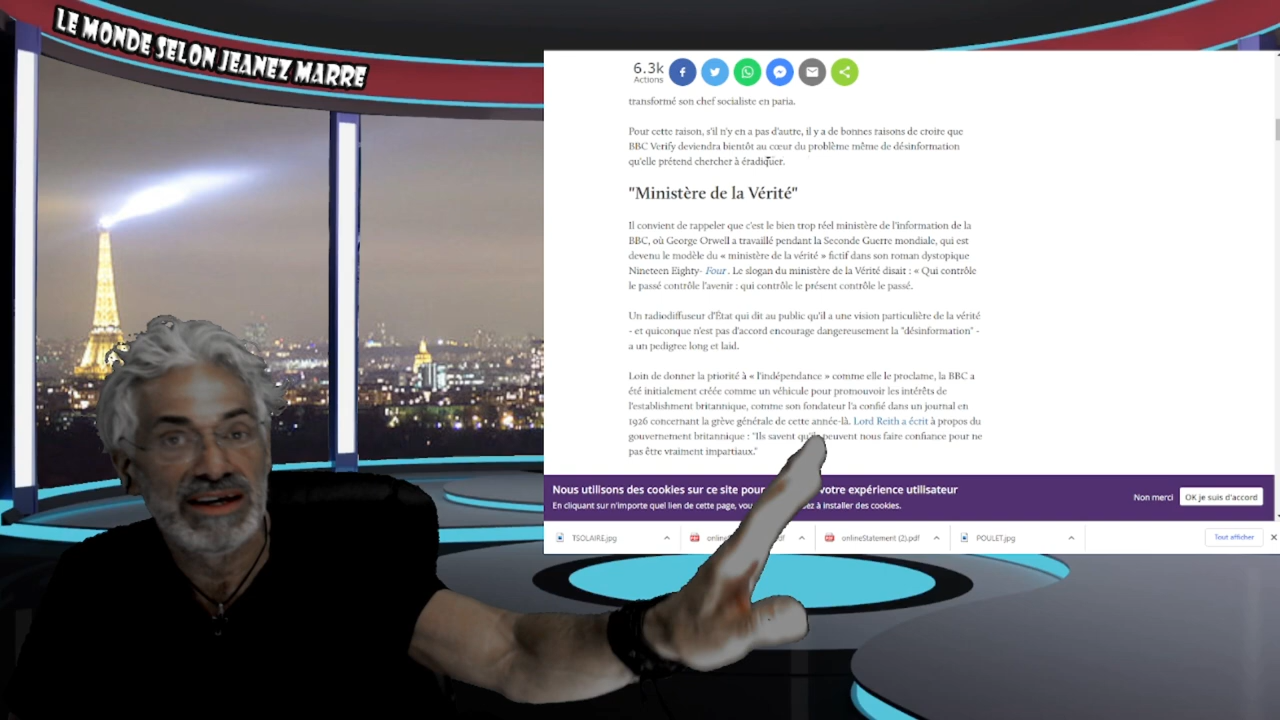 LE MONDE SELON JEANEZ MARRE
6.3k
Actions
transformé son chef socialiste en paria.
Pour cette raison, s'il n'y en a pas d'autre, il y a de bonnes raisons de croire que
BBC Verify deviendra bientôt au cœur du problème même de désinformation
qu'elle prétend chercher à éradiquer.
"Ministère de la Vérité"
Il convient de rappeler que c'est le bien trop réel ministère de l'information de la
BBC, où George Orwell a travaillé pendant la Seconde Guerre mondiale, qui est
devenu le modèle du « ministère de la vérité » fictif dans son roman dystopique
Nineteen Eighty- Four . Le slogan du ministère de la Vérité disait : « Qui contrôle
le passé contrôle l'avenir : qui contrôle le présent contrôle le passé.
Un radiodiffuseur d'État qui dit au public qu'il a une vision particulière de la vérité
- et quiconque n'est pas d'accord encourage dangereusement la "désinformation" -
a un pedigree long et laid.
Loin de donner la priorité à « l'indépendance » comme elle le proclame, la BBC a
été initialement créée comme un véhicule pour promouvoir les intérêts de
l'establishment britannique, comme son fondateur l'a confié dans un journal en
1926 concernant la grève générale de cette année-là. Lord Reith a écrit à propos du
gouvernement britannique : "Ils savent qu'ils peuvent nous faire confiance pour ne
pas être vraiment impartiaux."
Nous utilisons des cookies sur ce site pour votre expérience utilisateur
En cliquant sur n'importe quel lien de cette page, à installer des cookies.
Non merci
OK je suis d'accord
TSOLAIRE.jpg
onlineStatement (2).pdf
POULET.jpg
Tout afficher